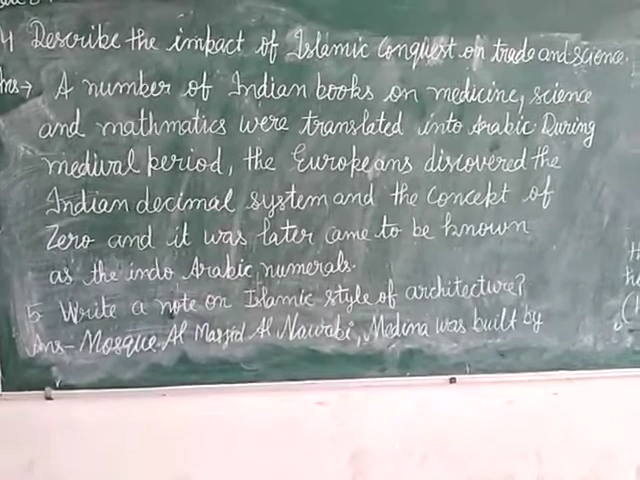 4 Describe the impact of Islamic conquest on trade and science.
Ans → A number of Indian books on medicine, science
and mathmatics were translated into Arabic During
medival period, the Europeans discovered the
Indian decimal system and the concept of
Zero and it was later came to be known
as the indo Arabic numerals.
5 Write a note on Islamic style of architecture?
Ans- Mosque Al Masjid Al Nawabi, Medina was built by